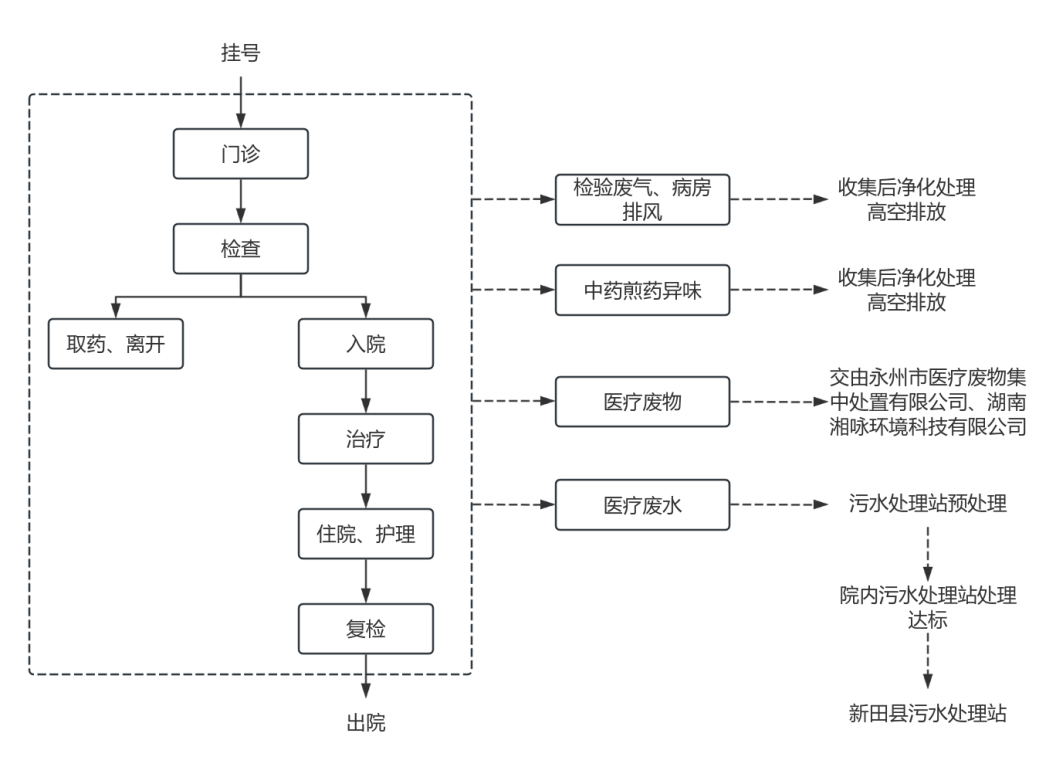 挂号
门诊
检查
取药、离开
入院
治疗
住院、护理
复检
出院
检验废气、病房
排风
收集后净化处理
高空排放
中药煎药异味
收集后净化处理
高空排放
医疗废物
交由永州市医疗废物集
中处置有限公司、湖南
湘咏环境科技有限公司
医疗废水
污水处理站预处理
院内污水处理站处理
达标
新田县污水处理站